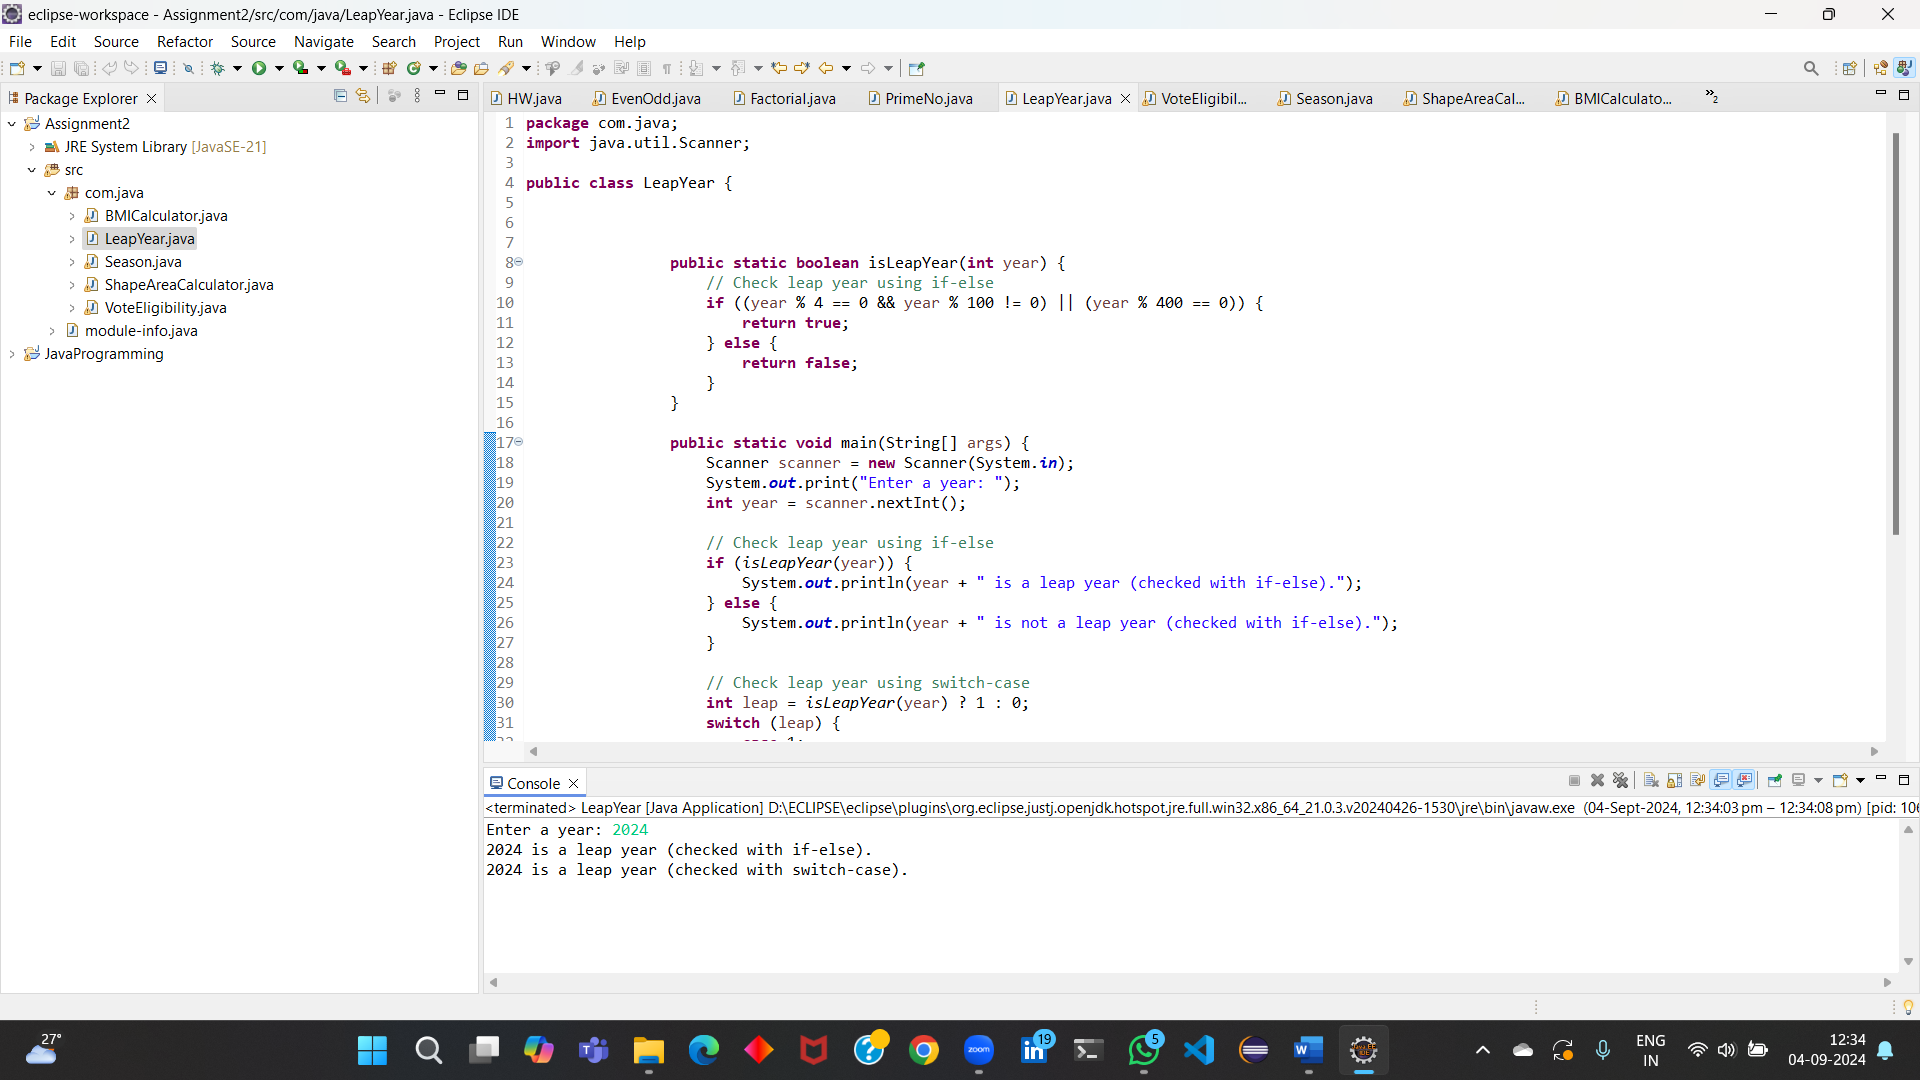 eclipse-workspace - Assignment2/src/com/java/LeapYear.java - Eclipse IDE
File Edit Source Refactor Source Navigate Search Project Run Window Help
Package Explorer
Assignment2
JRE System Library [JavaSE-21]
src
com.java
BMICalculator.java
LeapYear.java
Season.java
ShapeAreaCalculator.java
VoteEligibility.java
module-info.java
JavaProgramming
HW.java EvenOdd.java Factorial.java PrimeNo.java LeapYear.java VoteEligibil... Season.java ShapeAreaCal... BMICalculato... »2
1 package com.java;
2 import java.util.Scanner;
3
4 public class LeapYear {
5
6
7
8 public static boolean isLeapYear(int year) {
9 // Check leap year using if-else
10 if ((year % 4 == 0 && year % 100 != 0) || (year % 400 == 0)) {
11 return true;
12 } else {
13 return false;
14 }
15 }
16
17 public static void main(String[] args) {
18 Scanner scanner = new Scanner(System.in);
19 System.out.print("Enter a year: ");
20 int year = scanner.nextInt();
21
22 // Check leap year using if-else
23 if (isLeapYear(year)) {
24 System.out.println(year + " is a leap year (checked with if-else).");
25 } else {
26 System.out.println(year + " is not a leap year (checked with if-else).");
27 }
28
29 // Check leap year using switch-case
30 int leap = isLeapYear(year) ? 1 : 0;
31 switch (leap) {
Console
<terminated> LeapYear [Java Application] D:\ECLIPSE\eclipse\plugins\org.eclipse.justj.openjdk.hotspot.jre.full.win32.x86_64_21.0.3.v20240426-1530\jre\bin\javaw.exe (04-Sept-2024, 12:34:03 pm – 12:34:08 pm) [pid: 106
Enter a year: 2024
2024 is a leap year (checked with if-else).
2024 is a leap year (checked with switch-case).
27°
zoom
19
5
ENG
IN
12:34
04-09-2024